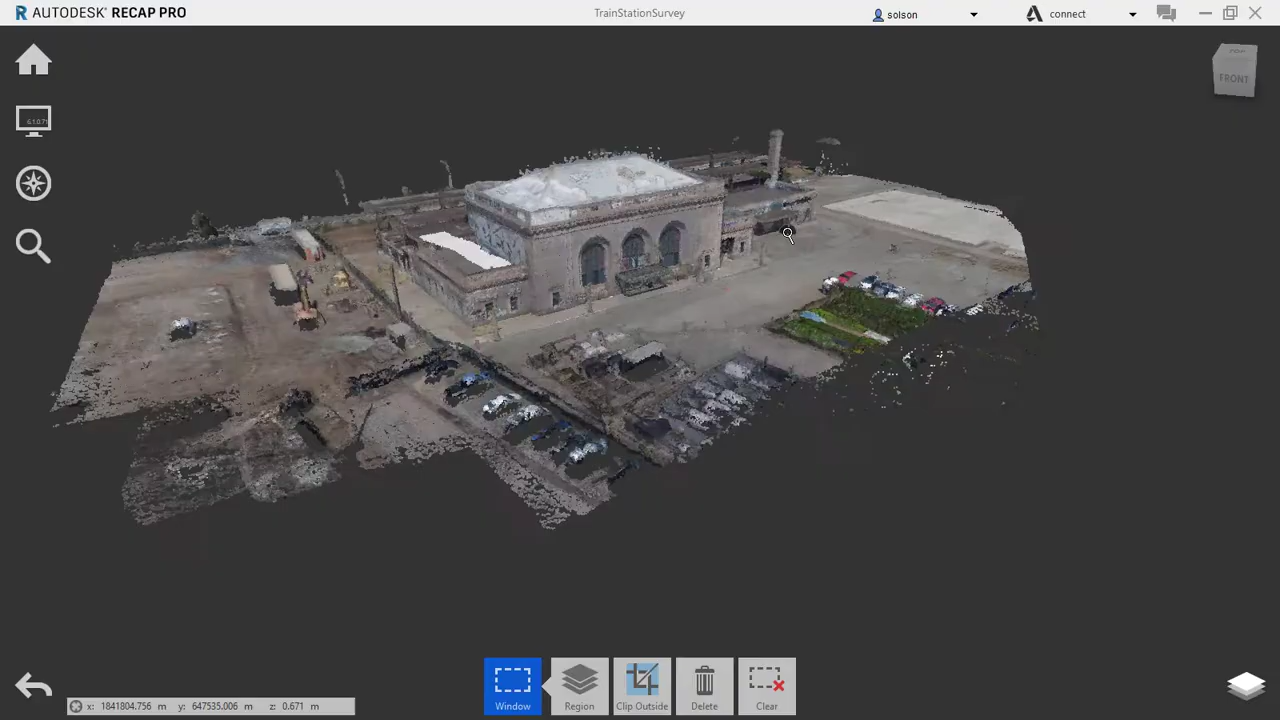 AUTODESK® RECAP PRO
TrainStationSurvey
solson
connect
FRONT
Window
Region
Clip Outside
Delete
Clear
x: 1841804.756 m y: 647535.006 m z: 0.671 m